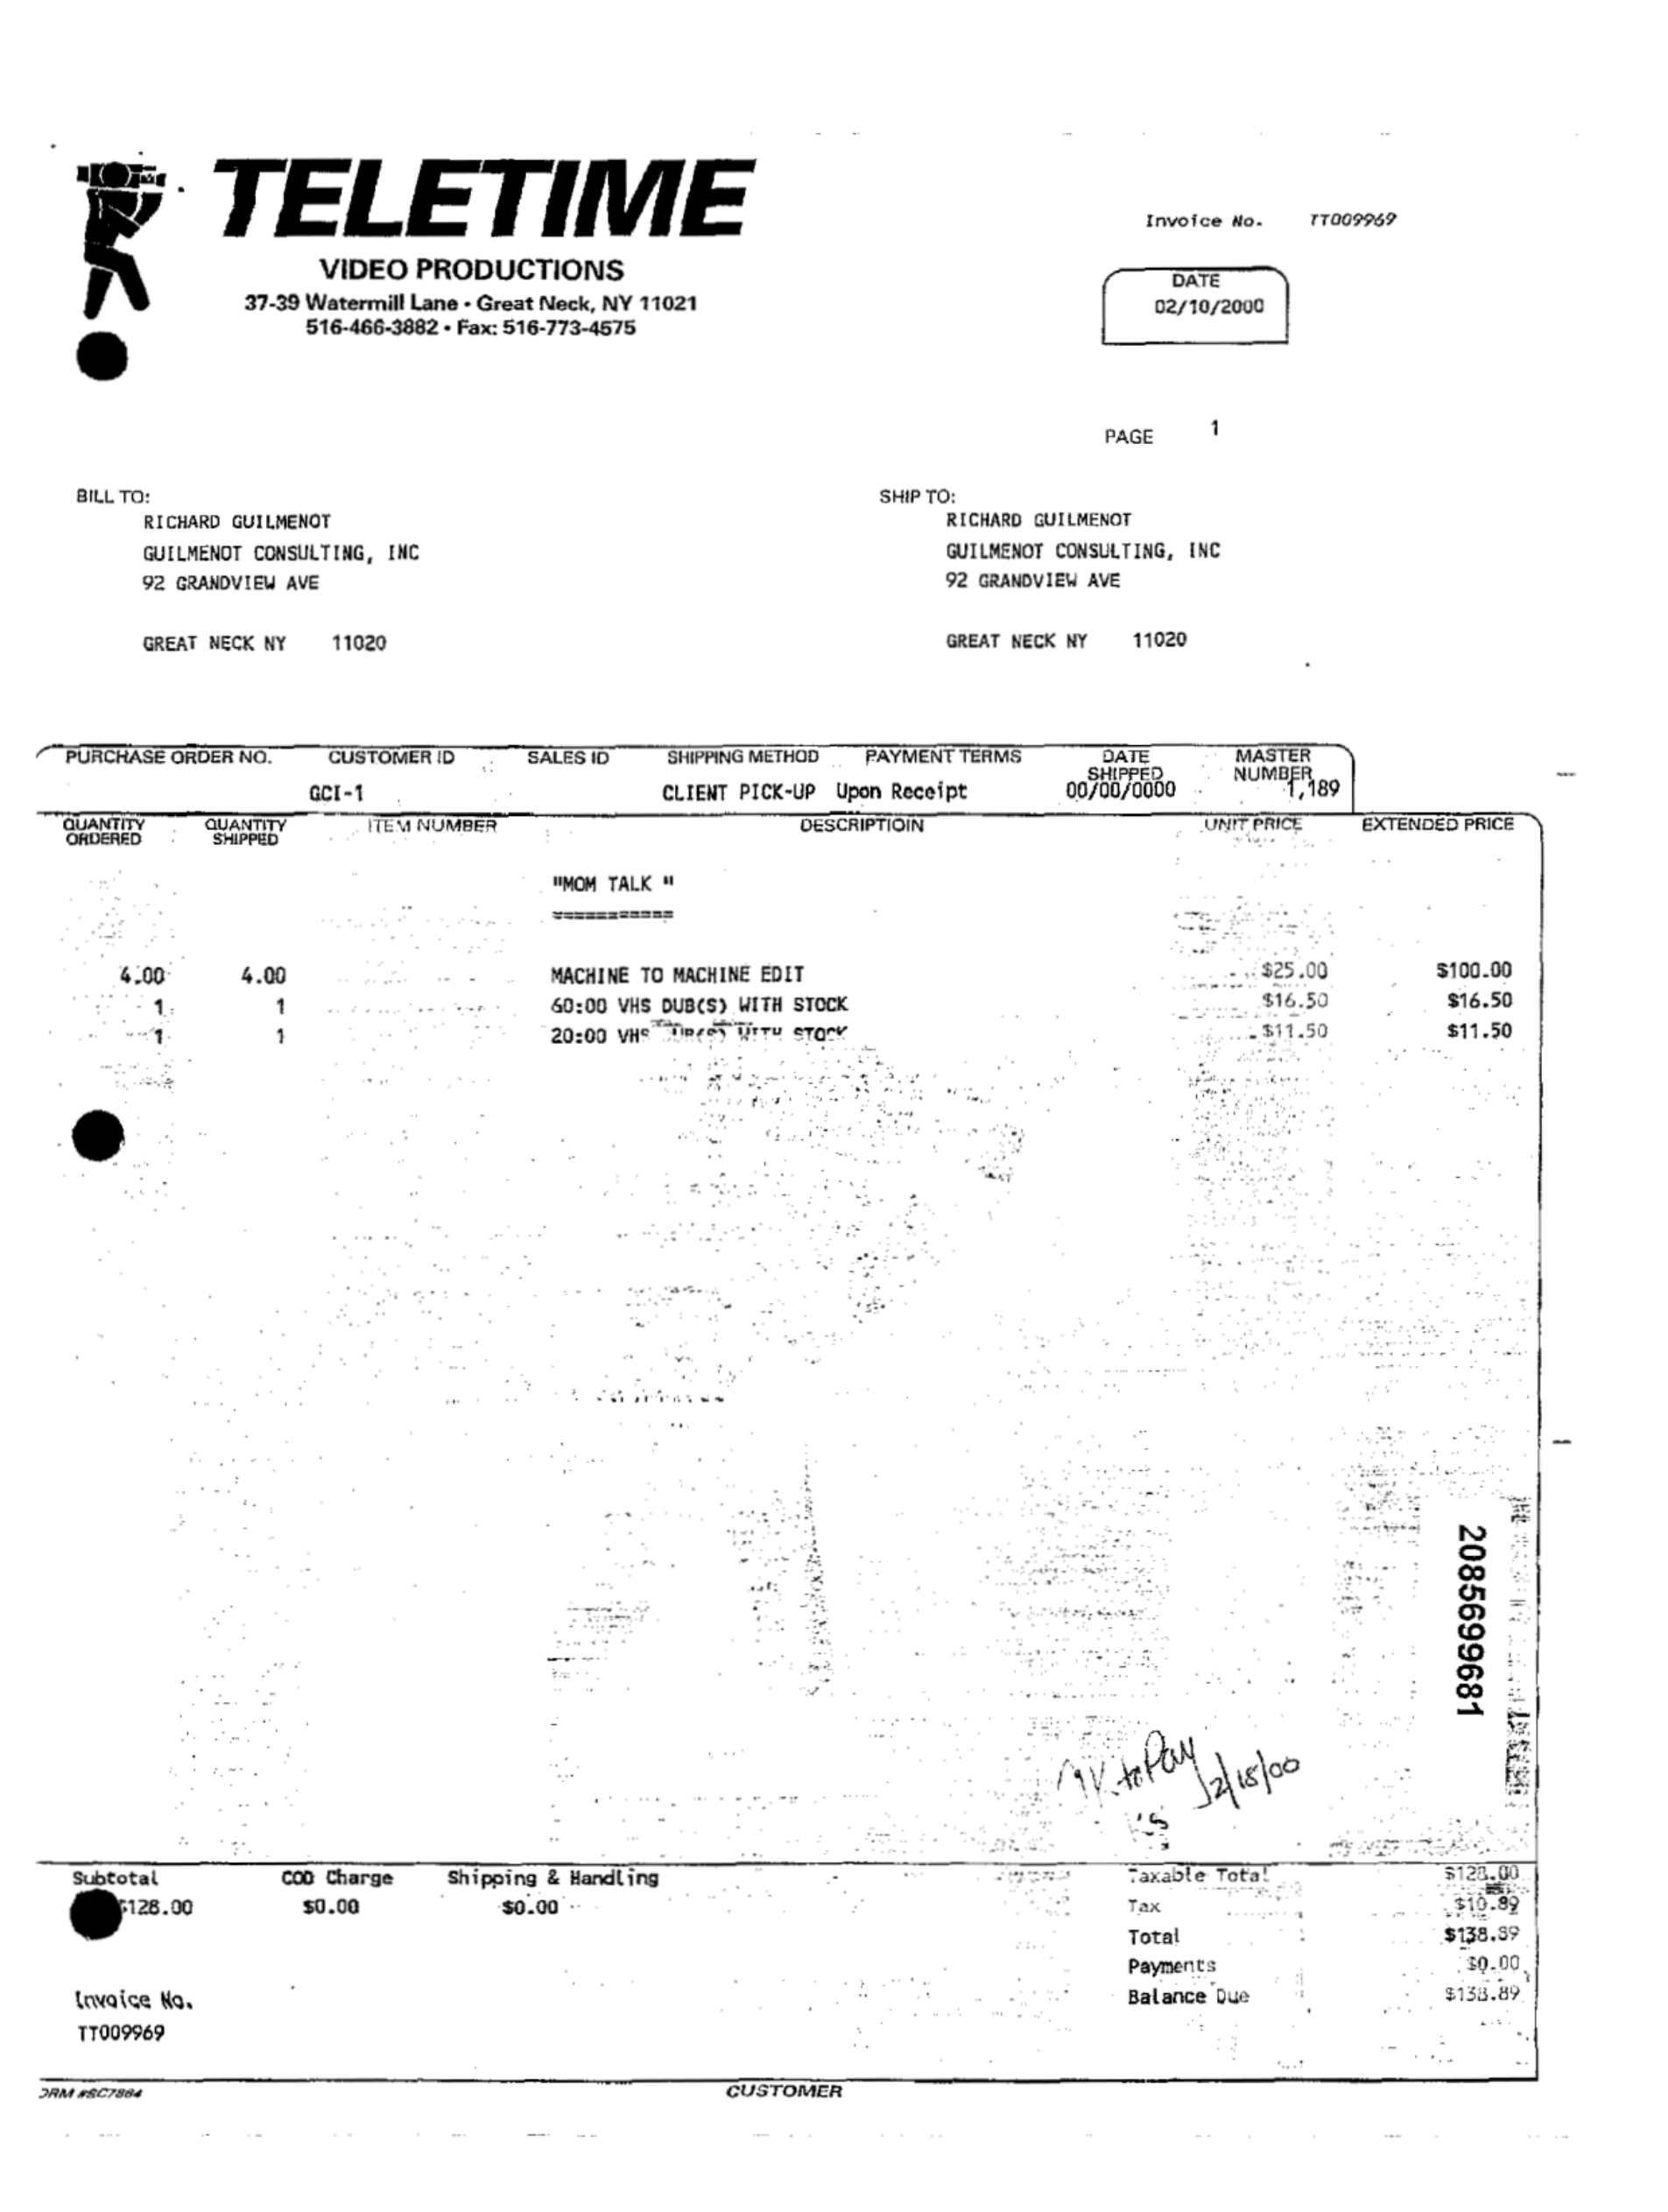 TELETIME
VIDEO PRODUCTIONS
37-39 Watermill Lane • Great Neck, NY 11021
516-466-3882 • Fax: 516-773-4575
Invoice No. TT009969
DATE
02/10/2000
PAGE 1
BILL TO:
RICHARD GUILMENOT
GUILMENOT CONSULTING, INC
92 GRANDVIEW AVE
GREAT NECK NY 11020
SHIP TO:
RICHARD GUILMENOT
GUILMENOT CONSULTING, INC
92 GRANDVIEW AVE
GREAT NECK NY 11020
PURCHASE ORDER NO. CUSTOMER ID SALES ID SHIPPING METHOD PAYMENT TERMS DATE SHIPPED MASTER NUMBER
GCI-1 CLIENT PICK-UP Upon Receipt 00/00/0000 1,189
QUANTITY ORDERED QUANTITY SHIPPED ITEM NUMBER DESCRIPTIOIN UNIT PRICE EXTENDED PRICE
"MOM TALK "
===========
4.00 4.00 MACHINE TO MACHINE EDIT $25.00 $100.00
1 1 60:00 VHS DUB(S) WITH STOCK $16.50 $16.50
1 1 20:00 VHS DUB(S) WITH STOCK $11.50 $11.50
2085699681
OK to Pay
2/15/00
Subtotal COD Charge Shipping & Handling Taxable Total $128.00
$128.00 $0.00 $0.00 Tax $10.89
Total $138.89
Payments $0.00
Balance Due $138.89
Invoice No.
TT009969
ORM #SC7884 CUSTOMER